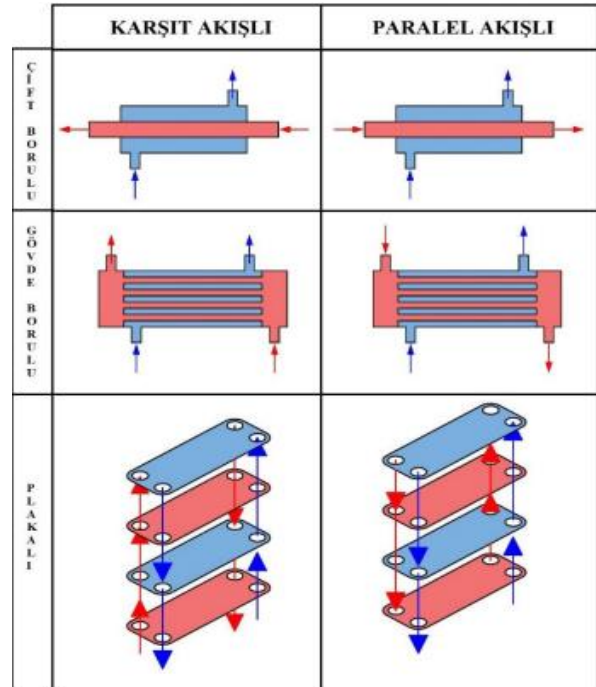 KARŞIT AKIŞLI
PARALEL AKIŞLI
ÇİFT BORULU
GÖVDE BORULU
PLAKALI